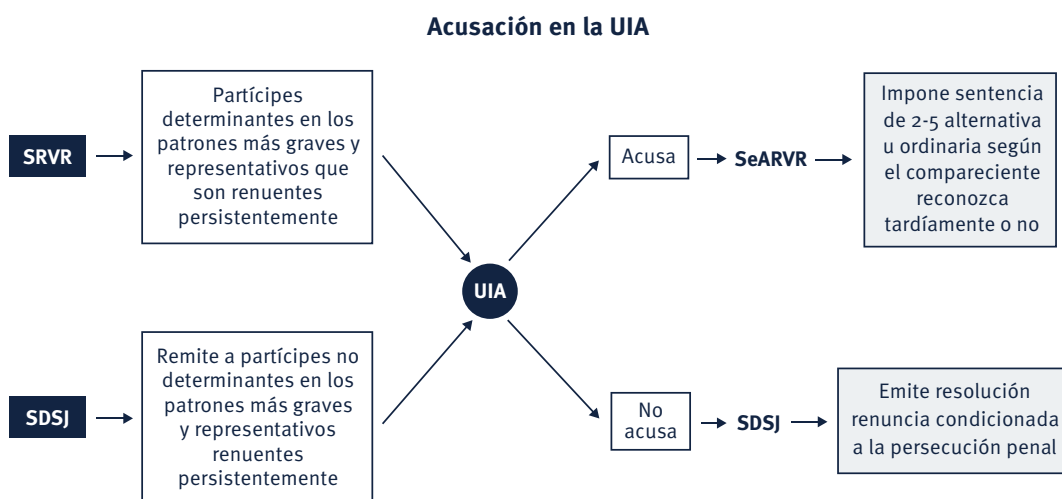 Acusación en la UIA
SRVR
Partícipes
determinantes en los
patrones más graves y
representativos que
son renuentes
persistentemente
SDSJ
Remite a partícipes no
determinantes en los
patrones más graves
y representativos
renuentes
persistentemente
UIA
Acusa
SeARVR
Impone sentencia
de 2-5 alternativa
u ordinaria según
el compareciente
reconozca
tardíamente o no
No
acusa
SDSJ
Emite resolución
renuncia condicionada
a la persecución penal